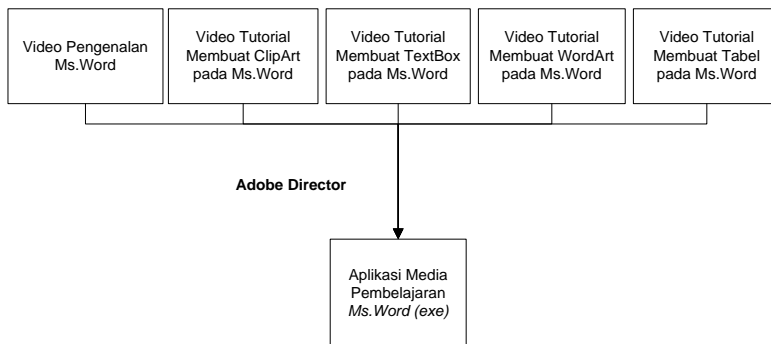 Video Pengenalan
Ms.Word
Video Tutorial
Membuat ClipArt
pada Ms.Word
Video Tutorial
Membuat TextBox
pada Ms.Word
Video Tutorial
Membuat WordArt
pada Ms.Word
Video Tutorial
Membuat Tabel
pada Ms.Word
Adobe Director
Aplikasi Media
Pembelajaran
Ms.Word (exe)